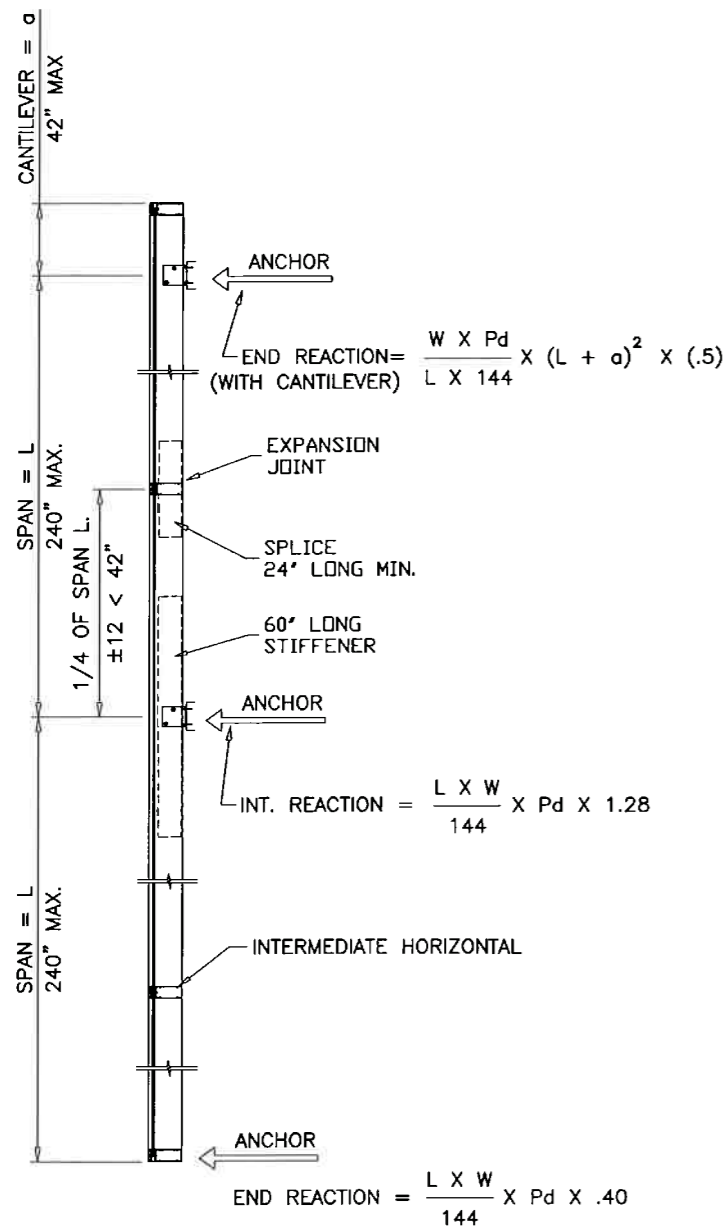 CANTILEVER = a
42" MAX
ANCHOR
END REACTION= W X Pd / L X 144 X (L + a)² X (.5)
(WITH CANTILEVER)
SPAN = L
240" MAX.
EXPANSION
JOINT
1/4 OF SPAN L.
±12 < 42"
SPLICE
24" LONG MIN.
60" LONG
STIFFENER
ANCHOR
INT. REACTION = L X W / 144 X Pd X 1.28
SPAN = L
240" MAX.
INTERMEDIATE HORIZONTAL
ANCHOR
END REACTION = L X W / 144 X Pd X .40